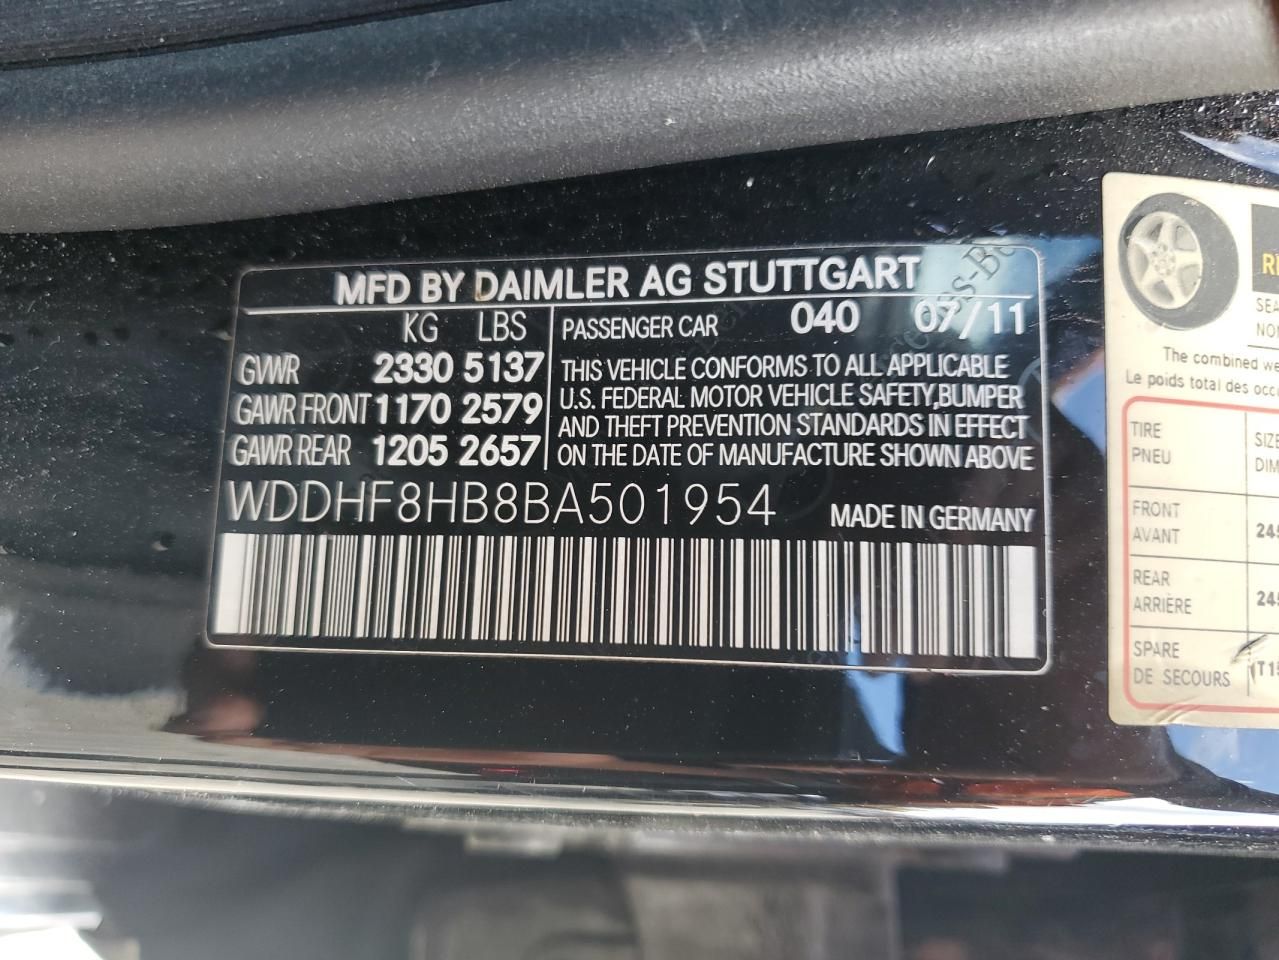 MFD BY DAIMLER AG STUTTGART
KG LBS
GVWR 2330 5137
GAWR FRONT 1170 2579
GAWR REAR 1205 2657
PASSENGER CAR 040 07/11
THIS VEHICLE CONFORMS TO ALL APPLICABLE
U.S. FEDERAL MOTOR VEHICLE SAFETY,BUMPER
AND THEFT PREVENTION STANDARDS IN EFFECT
ON THE DATE OF MANUFACTURE SHOWN ABOVE
WDDHF8HB8BA501954 MADE IN GERMANY
The combined
Le poids total des
TIRE
PNEU
FRONT
AVANT
REAR
ARRIÈRE
SPARE
DE SECOURS